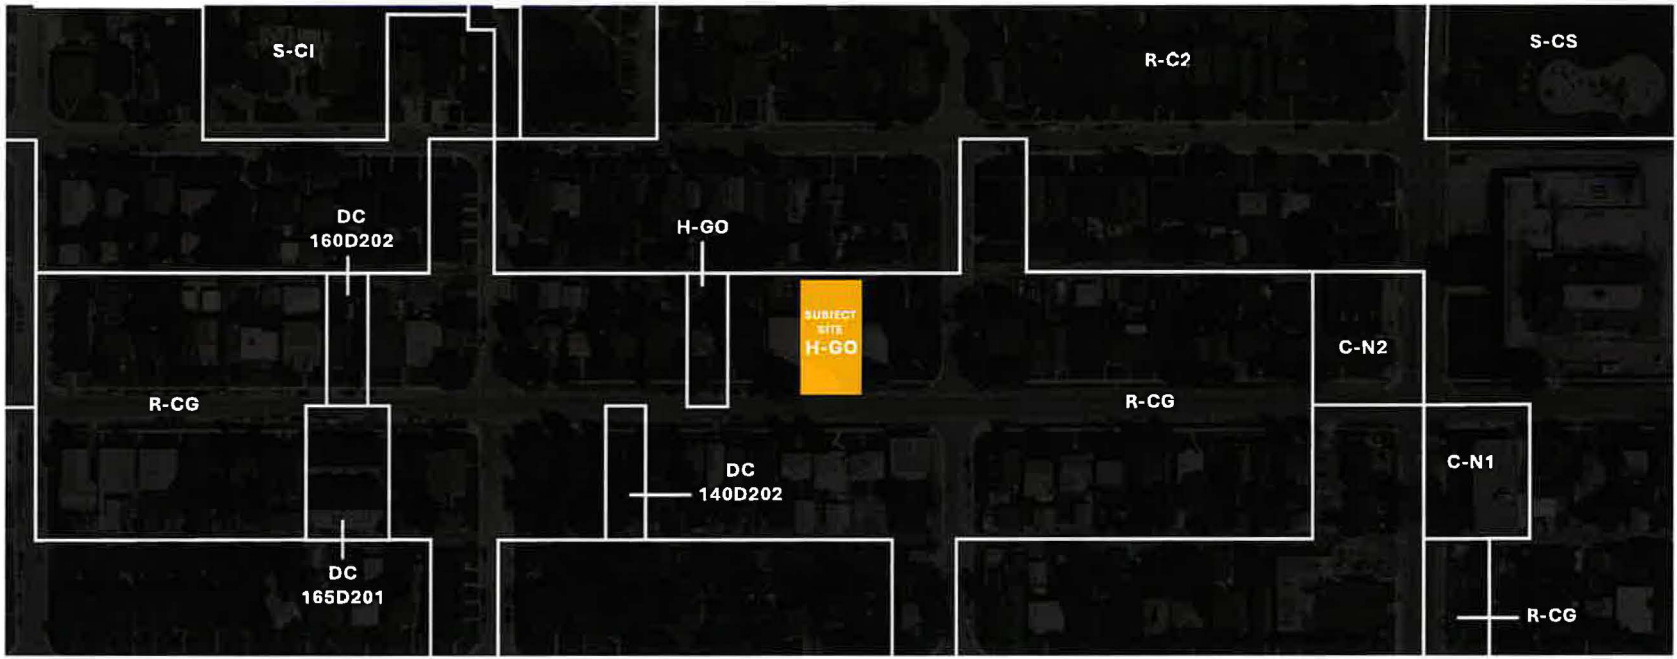 S-CI
R-C2
S-CS
DC
160D202
H-GO
SUBJECT
SITE
H-GO
C-N2
R-CG
R-CG
DC
140D202
C-N1
DC
165D201
R-CG